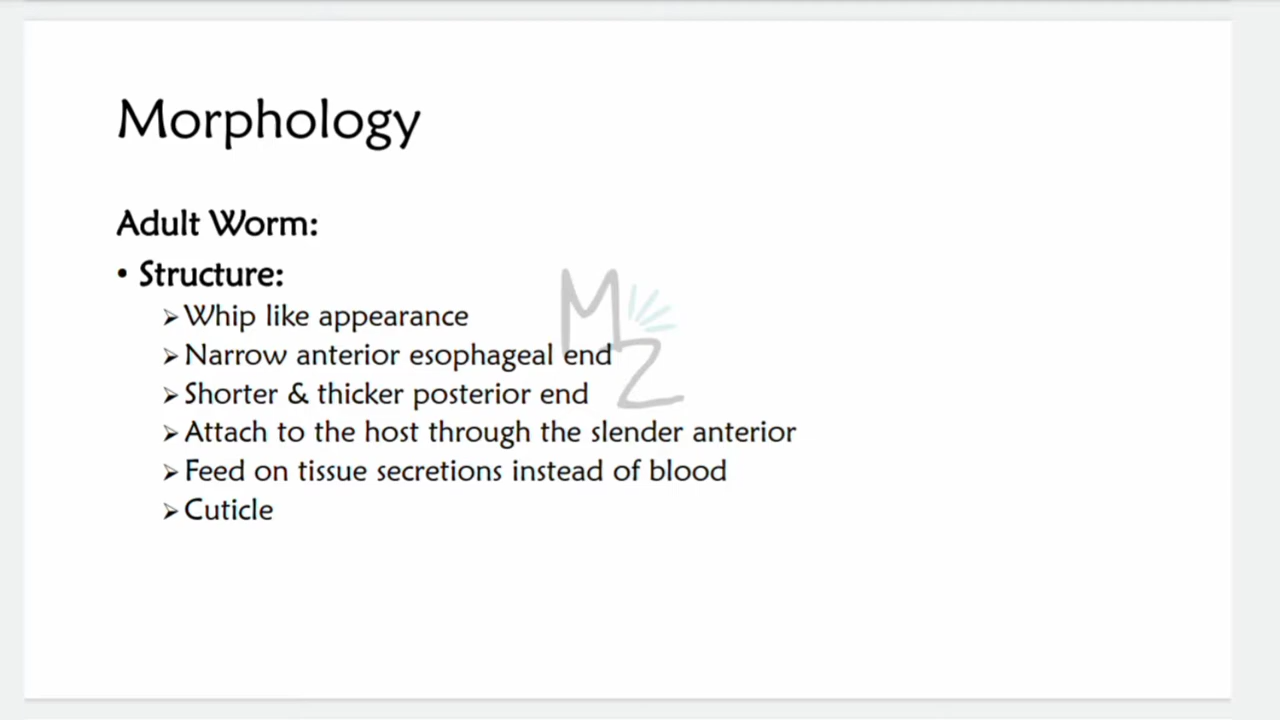 Morphology
Adult Worm:
• Structure:
➢Whip like appearance
➢Narrow anterior esophageal end
➢Shorter & thicker posterior end
➢Attach to the host through the slender anterior
➢Feed on tissue secretions instead of blood
➢Cuticle
MZ